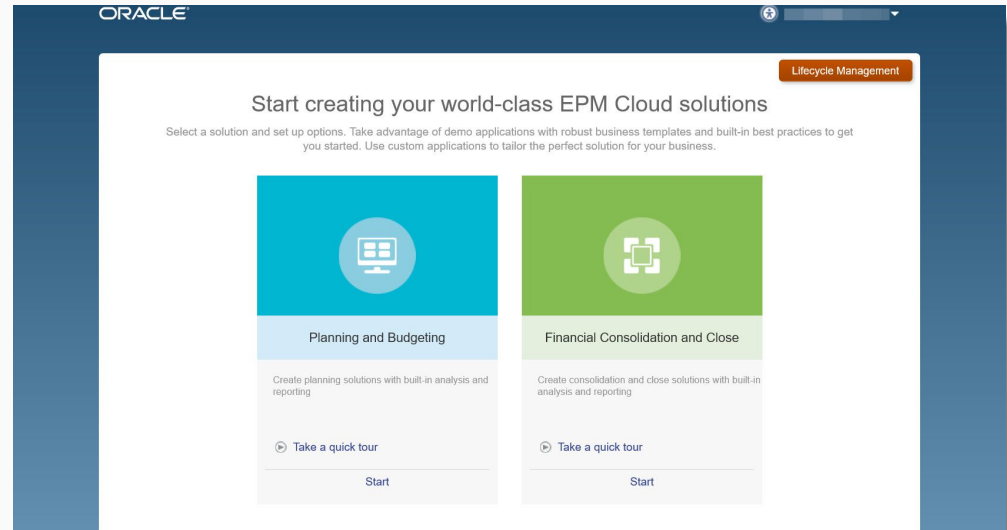 ORACLE
Lifecycle Management
Start creating your world-class EPM Cloud solutions
Select a solution and set up options. Take advantage of demo applications with robust business templates and built-in best practices to get
you started. Use custom applications to tailor the perfect solution for your business.
Planning and Budgeting
Create planning solutions with built-in analysis and
reporting
Take a quick tour
Start
Financial Consolidation and Close
Create consolidation and close solutions with built-in
analysis and reporting
Take a quick tour
Start